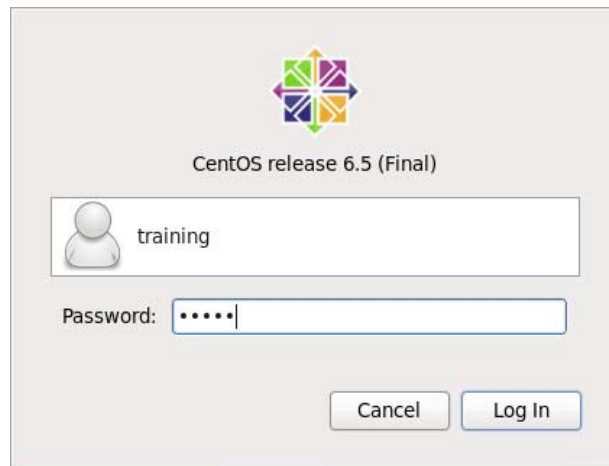 CentOS release 6.5 (Final)
training
Password: •••••
Cancel Log In